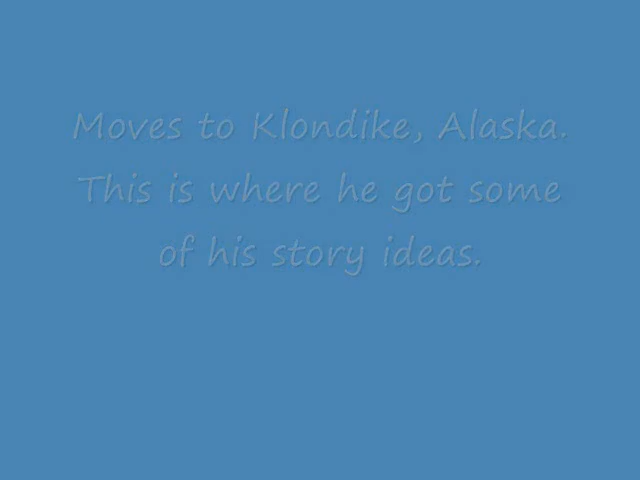 Moves to Klondike, Alaska.
This is where he got some
of his story ideas.